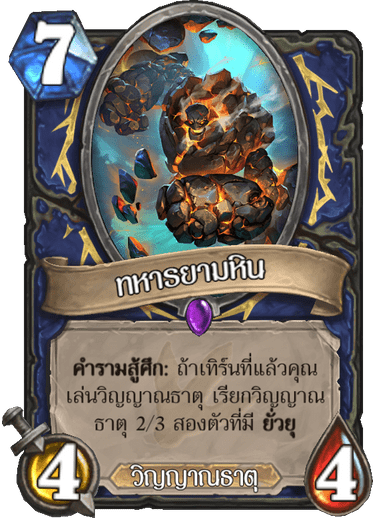 7
ทหารยามหิน
คำรามสู้ศึก: ถ้าเทิร์นที่แล้วคุณ
เล่นวิญญาณธาตุ เรียกวิญญาณ
ธาตุ 2/3 สองตัวที่มี ยั่วยุ
4
วิญญาณธาตุ
4